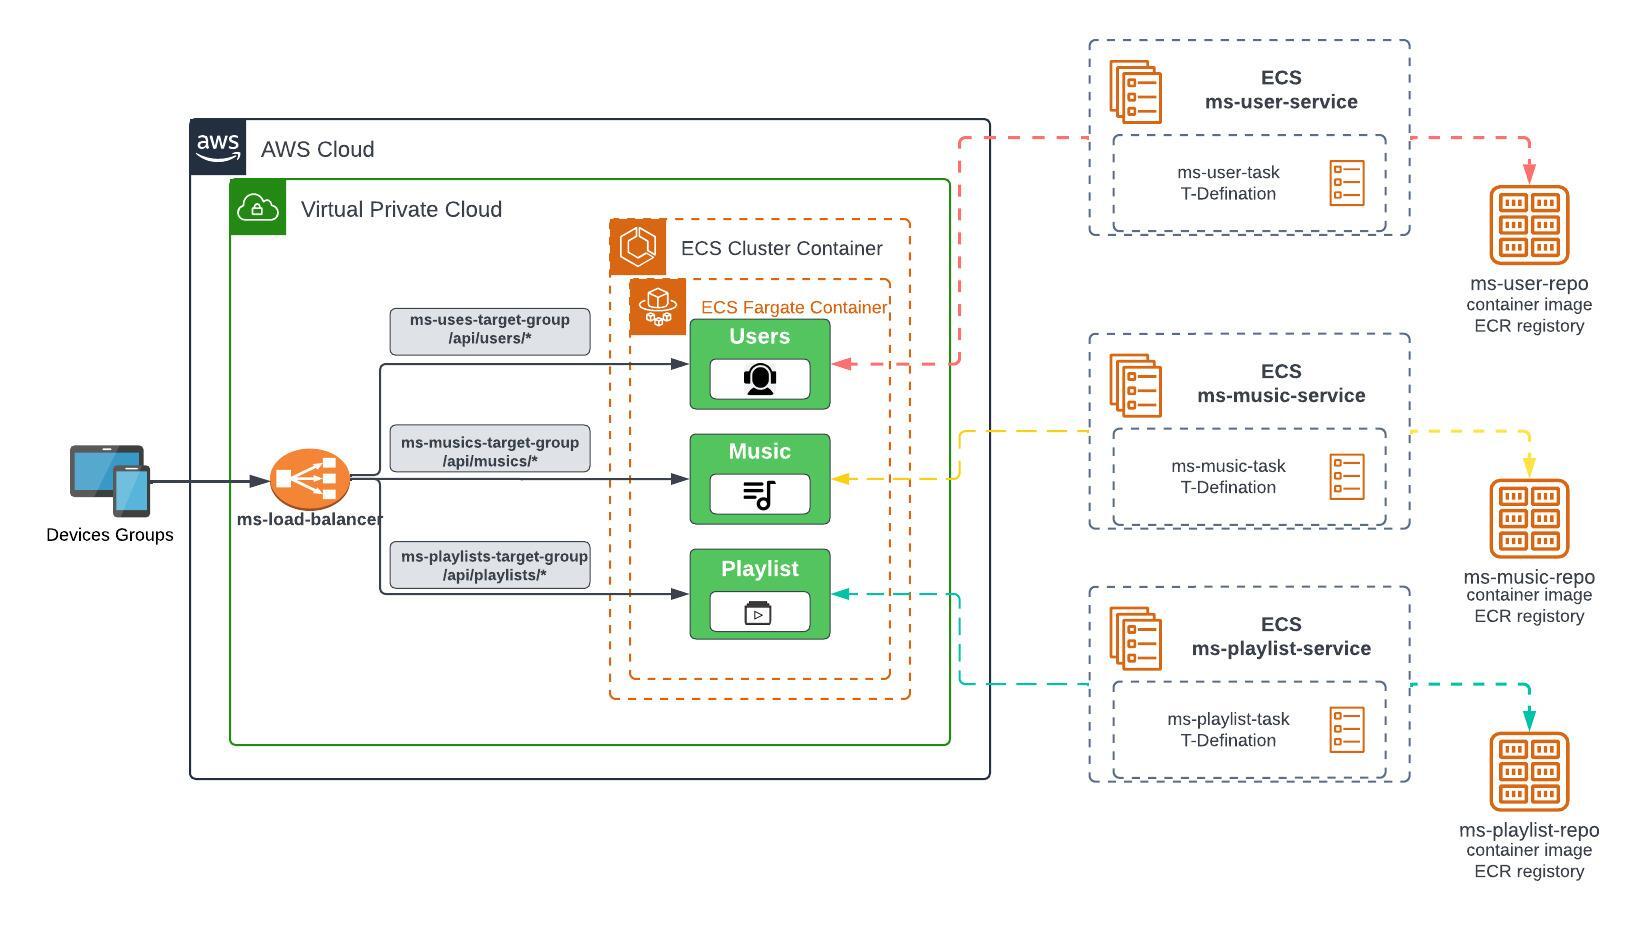 aws
AWS Cloud
Virtual Private Cloud
ECS Cluster Container
ECS Fargate Container
ms-uses-target-group
/api/users/*
Users
ms-musics-target-group
/api/musics/*
Music
ms-playlists-target-group
/api/playlists/*
Playlist
Devices Groups
ms-load-balancer
ECS
ms-user-service
ms-user-task
T-Defination
ms-user-repo
container image
ECR registory
ECS
ms-music-service
ms-music-task
T-Defination
ms-music-repo
container image
ECR registory
ECS
ms-playlist-service
ms-playlist-task
T-Defination
ms-playlist-repo
container image
ECR registory